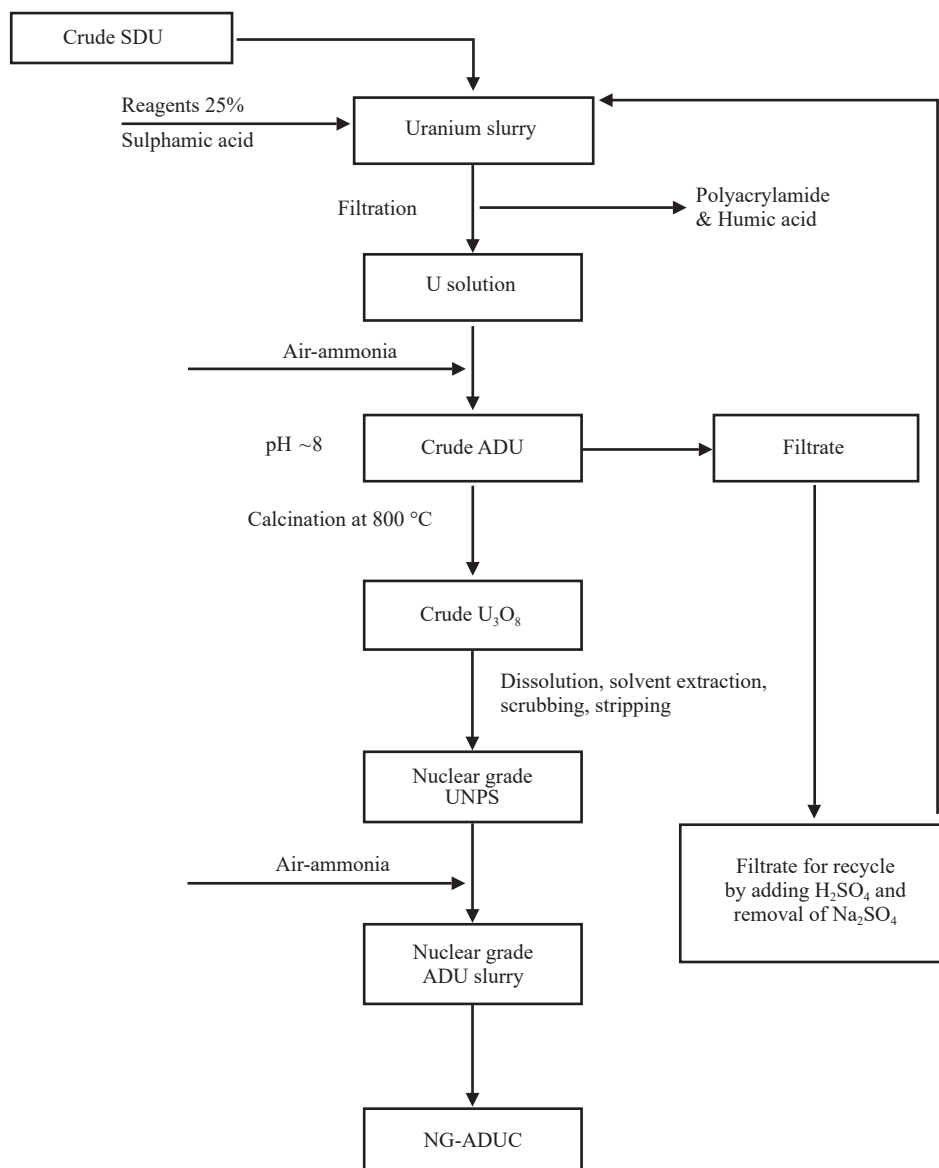 Crude SDU
Reagents 25%
Sulphamic acid
Uranium slurry
Filtration
Polyacrylamide
& Humic acid
U solution
Air-ammonia
pH ~8
Crude ADU
Filtrate
Calcination at 800 °C
Crude U₃O₈
Dissolution, solvent extraction,
scrubbing, stripping
Nuclear grade
UNPS
Air-ammonia
Filtrate for recycle
by adding H₂SO₄ and
removal of Na₂SO₄
Nuclear grade
ADU slurry
NG-ADUC